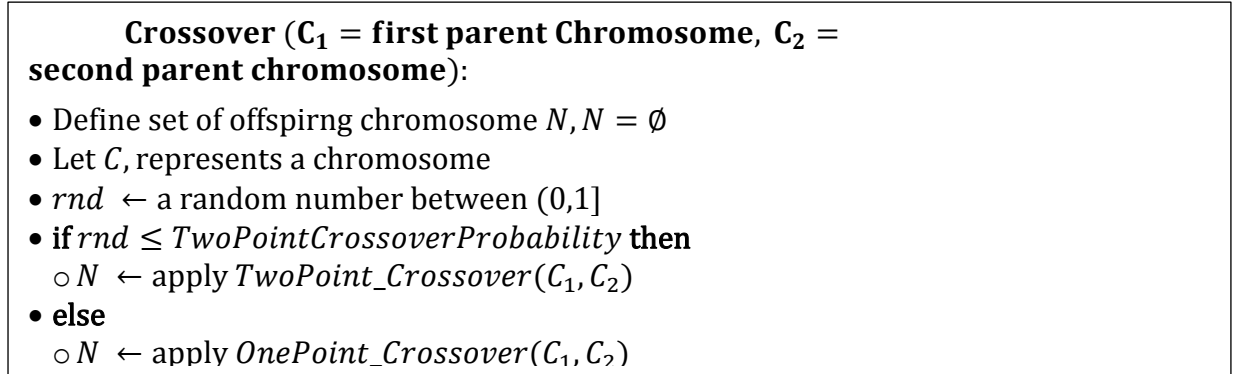 Crossover (C₁ = first parent Chromosome, C₂ =
second parent chromosome):
• Define set of offspirng chromosome N, N = ∅
• Let C, represents a chromosome
• rnd ← a random number between (0,1]
• if rnd ≤ TwoPointCrossoverProbability then
○ N ← apply TwoPoint_Crossover(C₁, C₂)
• else
○ N ← apply OnePoint_Crossover(C₁, C₂)